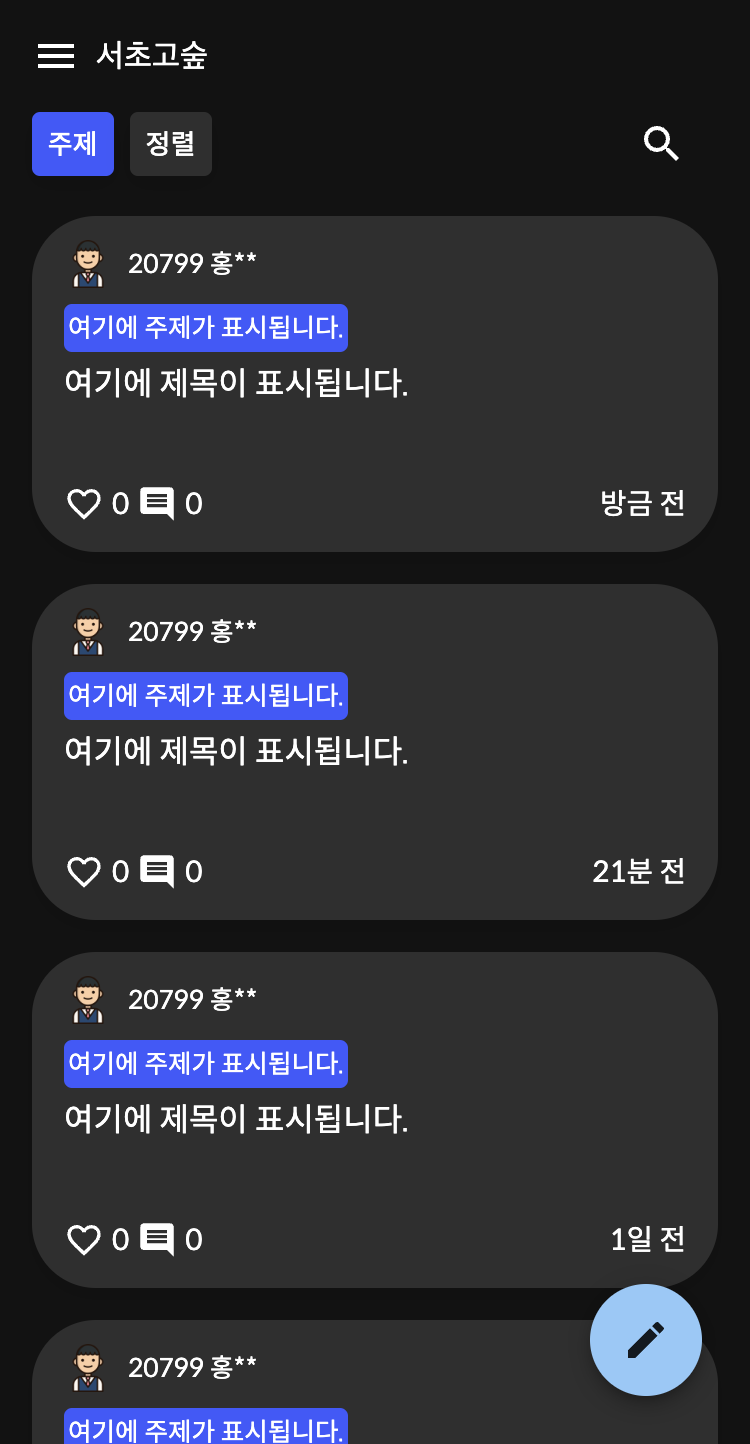 서초고숲
주제 정렬
20799 홍**
여기에 주제가 표시됩니다.
여기에 제목이 표시됩니다.
0 0 방금 전
20799 홍**
여기에 주제가 표시됩니다.
여기에 제목이 표시됩니다.
0 0 21분 전
20799 홍**
여기에 주제가 표시됩니다.
여기에 제목이 표시됩니다.
0 0 1일 전
20799 홍**
여기에 주제가 표시됩니다.